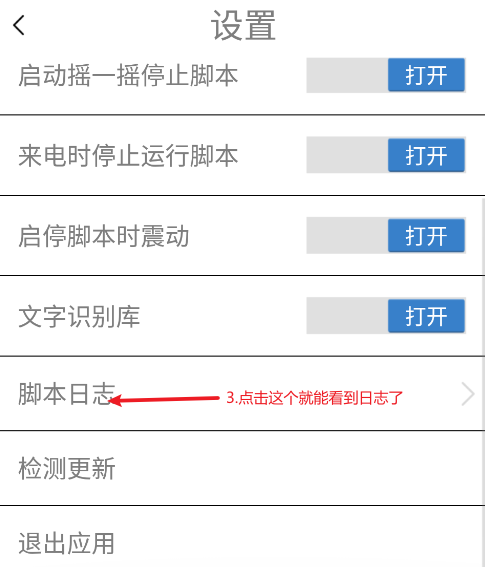 设置
启动摇一摇停止脚本 打开
来电时停止运行脚本 打开
启停脚本时震动 打开
文字识别库 打开
脚本日志 3.点击这个就能看到日志了
检测更新
退出应用